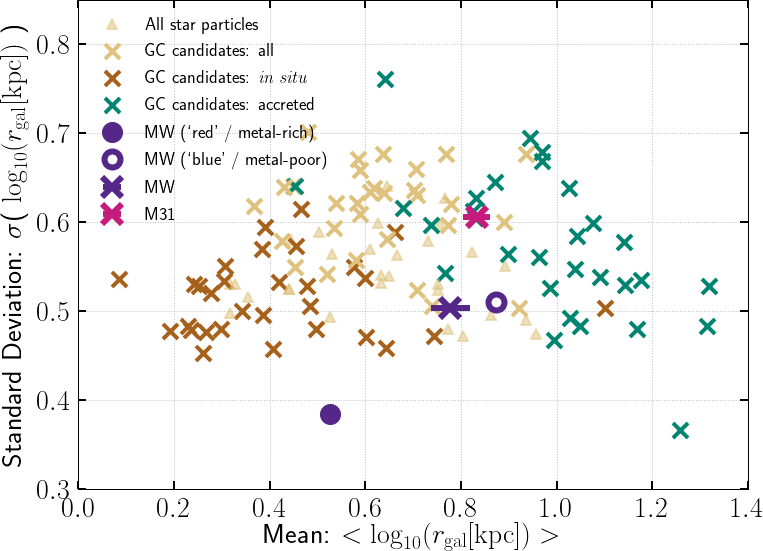 Standard Deviation: σ( log₁₀(r_gal[kpc]) )
0.8
0.7
0.6
0.5
0.4
0.3
All star particles
GC candidates: all
GC candidates: in situ
GC candidates: accreted
MW (‘red’ / metal-rich)
MW (‘blue’ / metal-poor)
MW
M31
0.0 0.2 0.4 0.6 0.8 1.0 1.2 1.4
Mean: < log₁₀(r_gal[kpc]) >